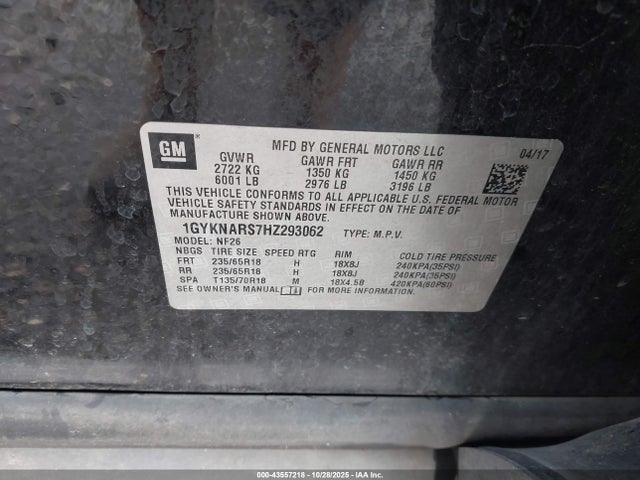 GM ®
MFD BY GENERAL MOTORS LLC 04/17
GVWR GAWR FRT GAWR RR
2722 KG 1350 KG 1450 KG
6001 LB 2976 LB 3196 LB
THIS VEHICLE CONFORMS TO ALL APPLICABLE U.S. FEDERAL MOTOR
VEHICLE SAFETY STANDARDS IN EFFECT ON THE DATE OF
MANUFACTURE SHOWN ABOVE.
1GYKNARS7HZ293062 TYPE: M.P.V.
MODEL: NF26
NBGS TIRE SIZE SPEED RTG RIM COLD TIRE PRESSURE
FRT 235/65R18 H 18X8J 240KPA(35PSI)
RR 235/65R18 H 18X8J 240KPA(35PSI)
SPA T135/70R18 M 18X4.5B 420KPA(60PSI)
SEE OWNER'S MANUAL FOR MORE INFORMATION.
000-43557218 | 10/28/2025 | IAAI.COM